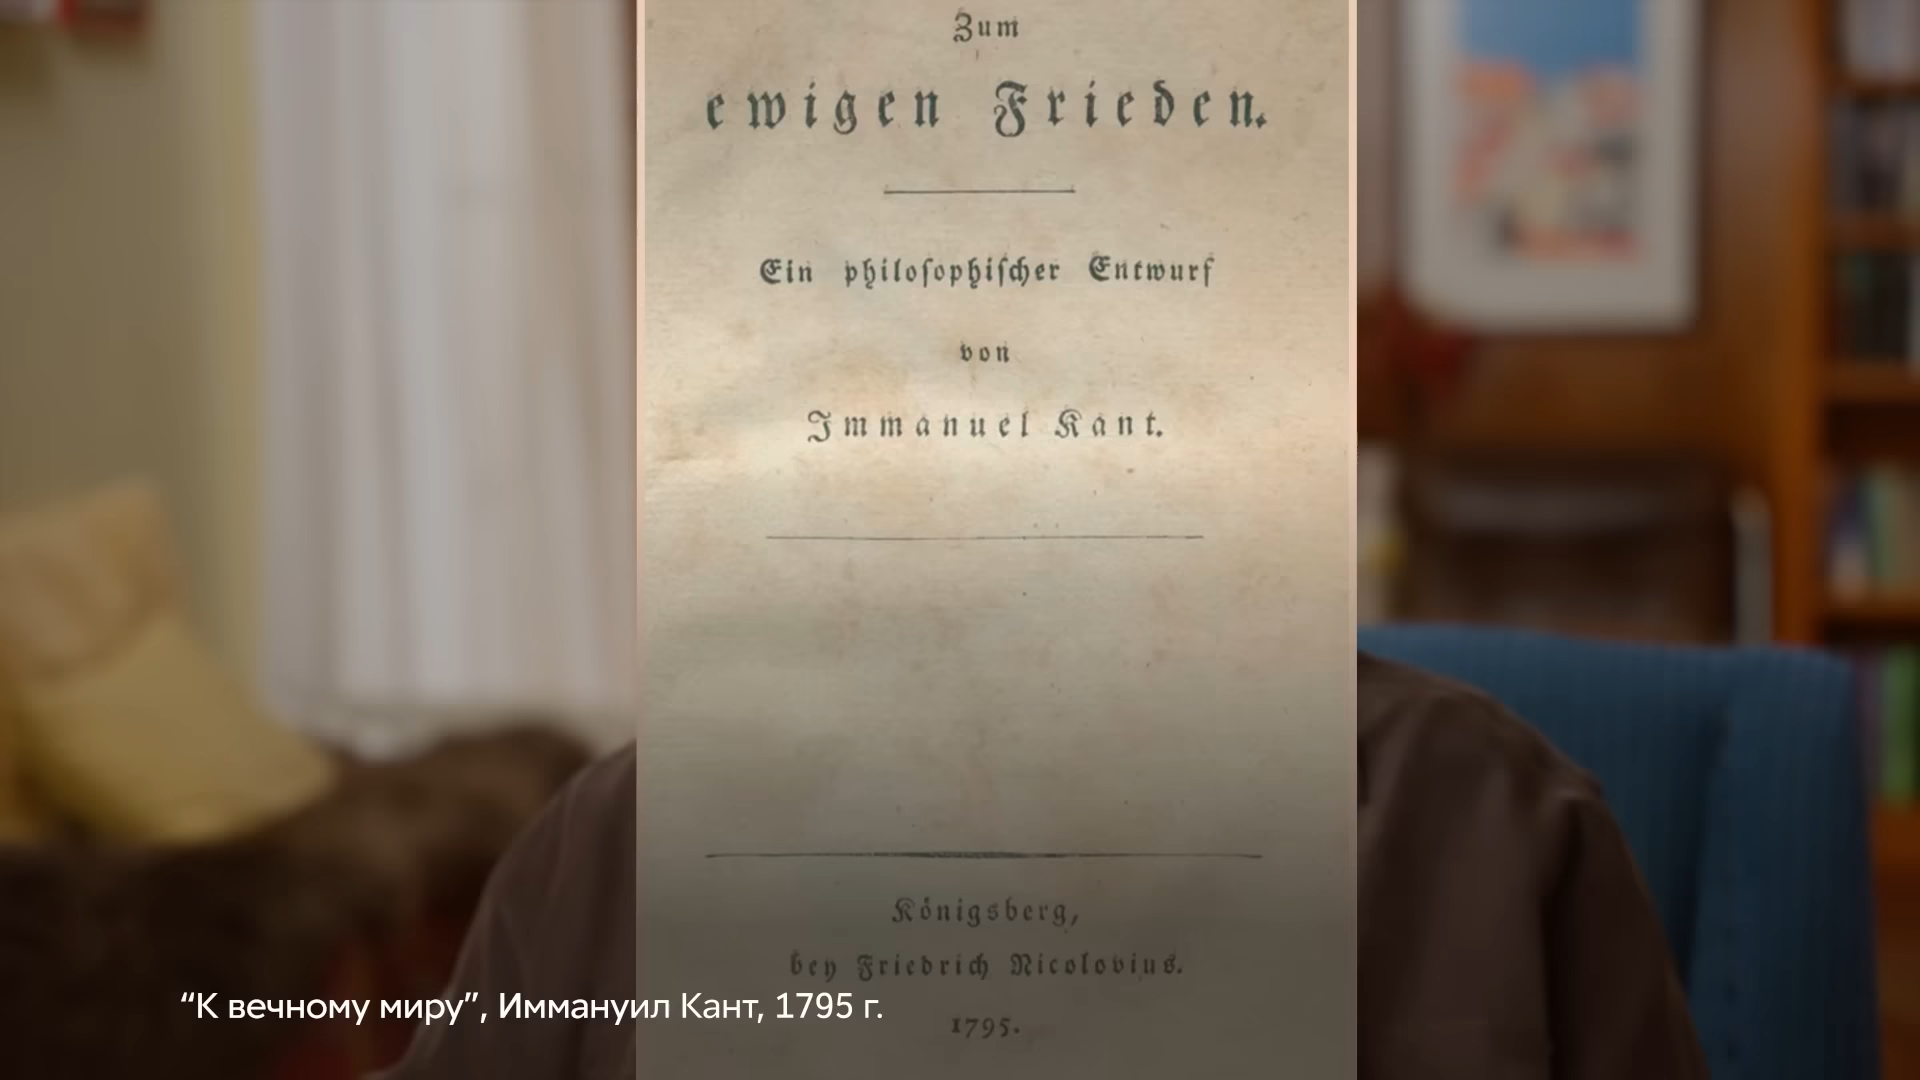 Zum
ewigen Frieden.
Ein philoſophiſcher Entwurf
von
Immanuel Kant.
Königsberg,
bey Friedrich Nicolovius.
1795.
“К вечному миру”, Иммануил Кант, 1795 г.